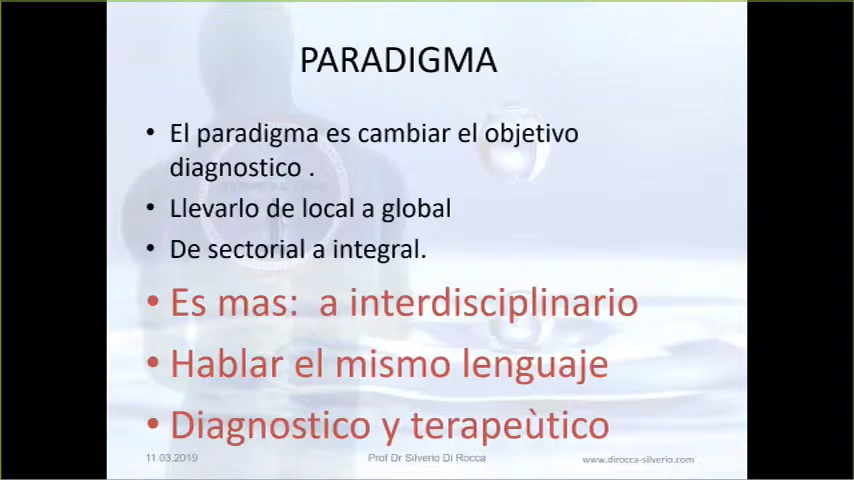 PARADIGMA
• El paradigma es cambiar el objetivo
diagnostico .
• Llevarlo de local a global
• De sectorial a integral.
• Es mas:  a interdisciplinario
• Hablar el mismo lenguaje
• Diagnostico y terapeùtico
11.03.2019
Prof Dr Silverio Di Rocca
www.dirocca-silverio.com